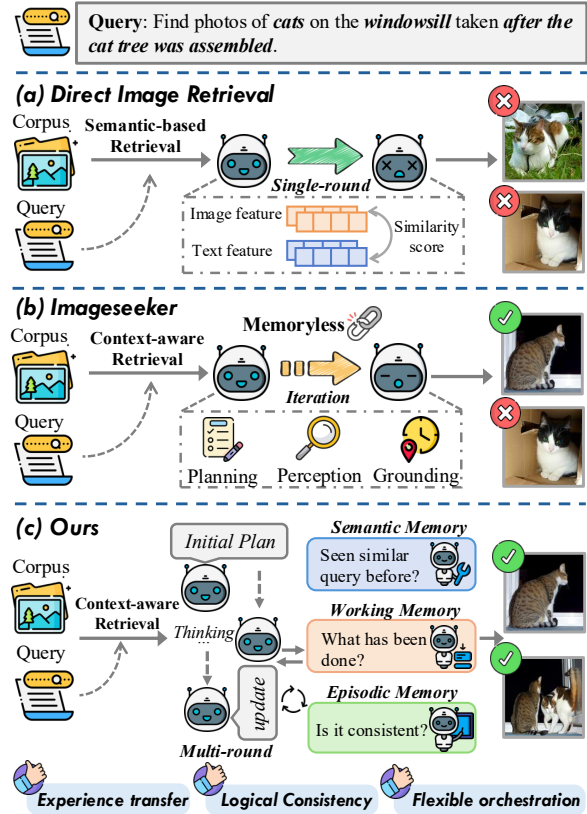 Query: Find photos of cats on the windowsill taken after the
cat tree was assembled.
(a) Direct Image Retrieval
Corpus
Semantic-based
Retrieval
Query
Single-round
Image feature
Text feature
Similarity
score
(b) Imageseeker
Corpus
Context-aware
Retrieval
Query
Memoryless
Iteration
Planning
Perception
Grounding
(c) Ours
Corpus
Context-aware
Retrieval
Query
Initial Plan
Thinking
...
update
Multi-round
Semantic Memory
Seen similar
query before?
Working Memory
What has been
done?
Episodic Memory
Is it consistent?
Experience transfer
Logical Consistency
Flexible orchestration